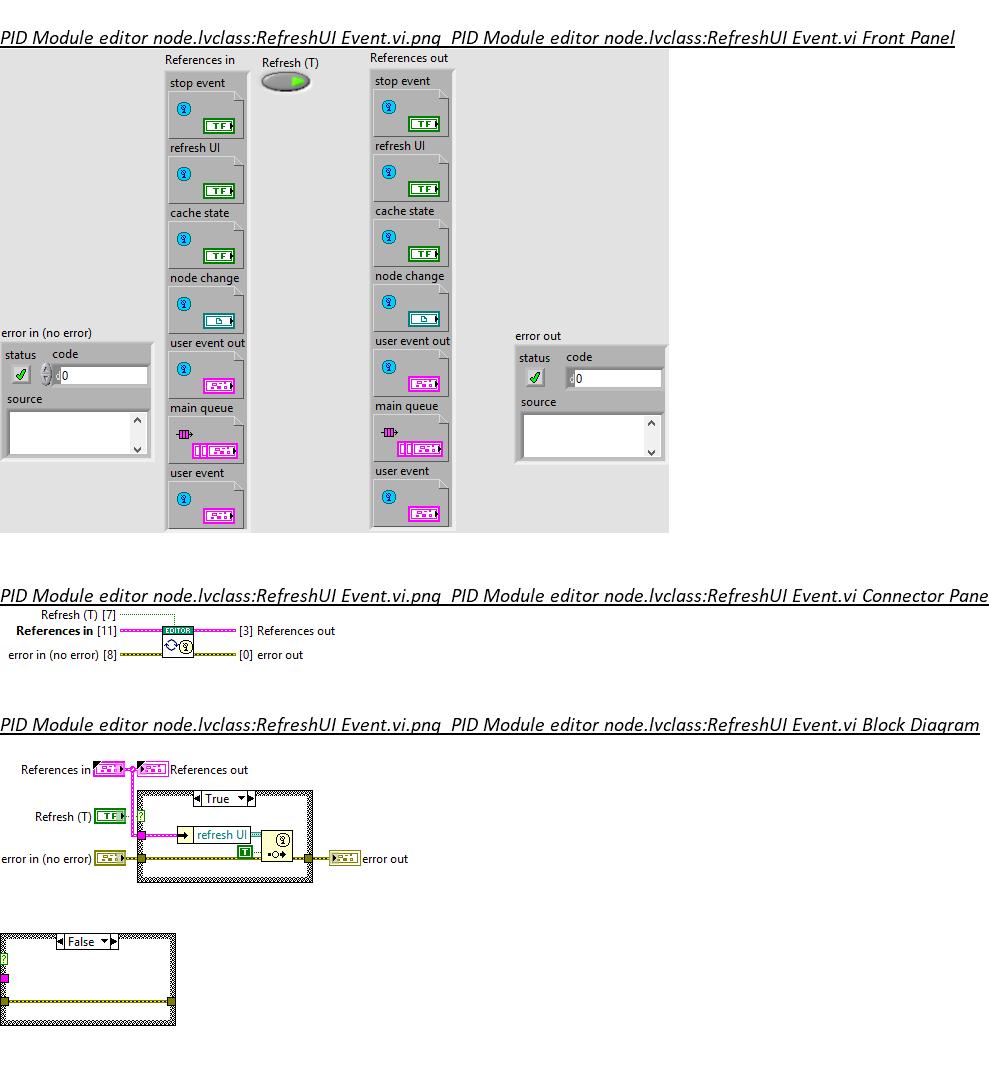 PID Module editor node.lvclass:RefreshUI Event.vi.png PID Module editor node.lvclass:RefreshUI Event.vi Front Panel
References in
Refresh (T)
References out
stop event
TF
refresh UI
TF
cache state
TF
node change
user event out
main queue
user event
stop event
TF
refresh UI
TF
cache state
TF
node change
user event out
main queue
user event
error in (no error)
status code
d 0
source
error out
status code
d 0
source
PID Module editor node.lvclass:RefreshUI Event.vi.png PID Module editor node.lvclass:RefreshUI Event.vi Connector Pane
Refresh (T) [7]
References in [11]
EDITOR
[3] References out
error in (no error) [8]
[0] error out
PID Module editor node.lvclass:RefreshUI Event.vi.png PID Module editor node.lvclass:RefreshUI Event.vi Block Diagram
References in
References out
True
Refresh (T)
TF
?
refresh UI
T
error in (no error)
error out
False
?